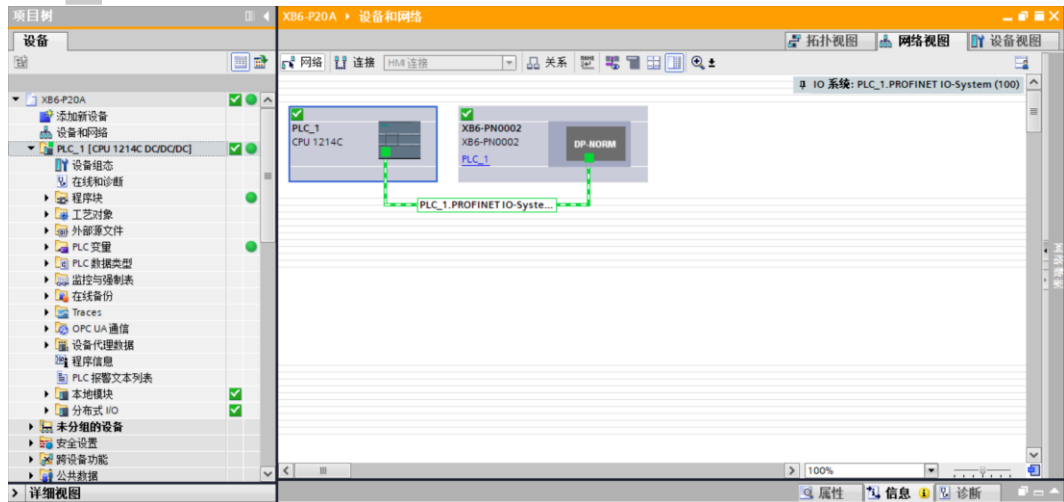 项目树
XB6-P20A ▸ 设备和网络
设备
拓扑视图
网络视图
设备视图
网络
连接
HMI 连接
关系
IO 系统: PLC_1.PROFINET IO-System (100)
XB6-P20A
添加新设备
设备和网络
PLC_1 [CPU 1214C DC/DC/DC]
设备组态
在线和诊断
程序块
工艺对象
外部源文件
PLC 变量
PLC 数据类型
监控与强制表
在线备份
Traces
OPC UA 通信
设备代理数据
程序信息
PLC 报警文本列表
本地模块
分布式 I/O
未分组的设备
安全设置
跨设备功能
公共数据
详细视图
PLC_1
CPU 1214C
XB6-PN0002
XB6-PN0002
PLC_1
DP-NORM
PLC_1.PROFINET IO-Syste...
100%
属性
信息
诊断